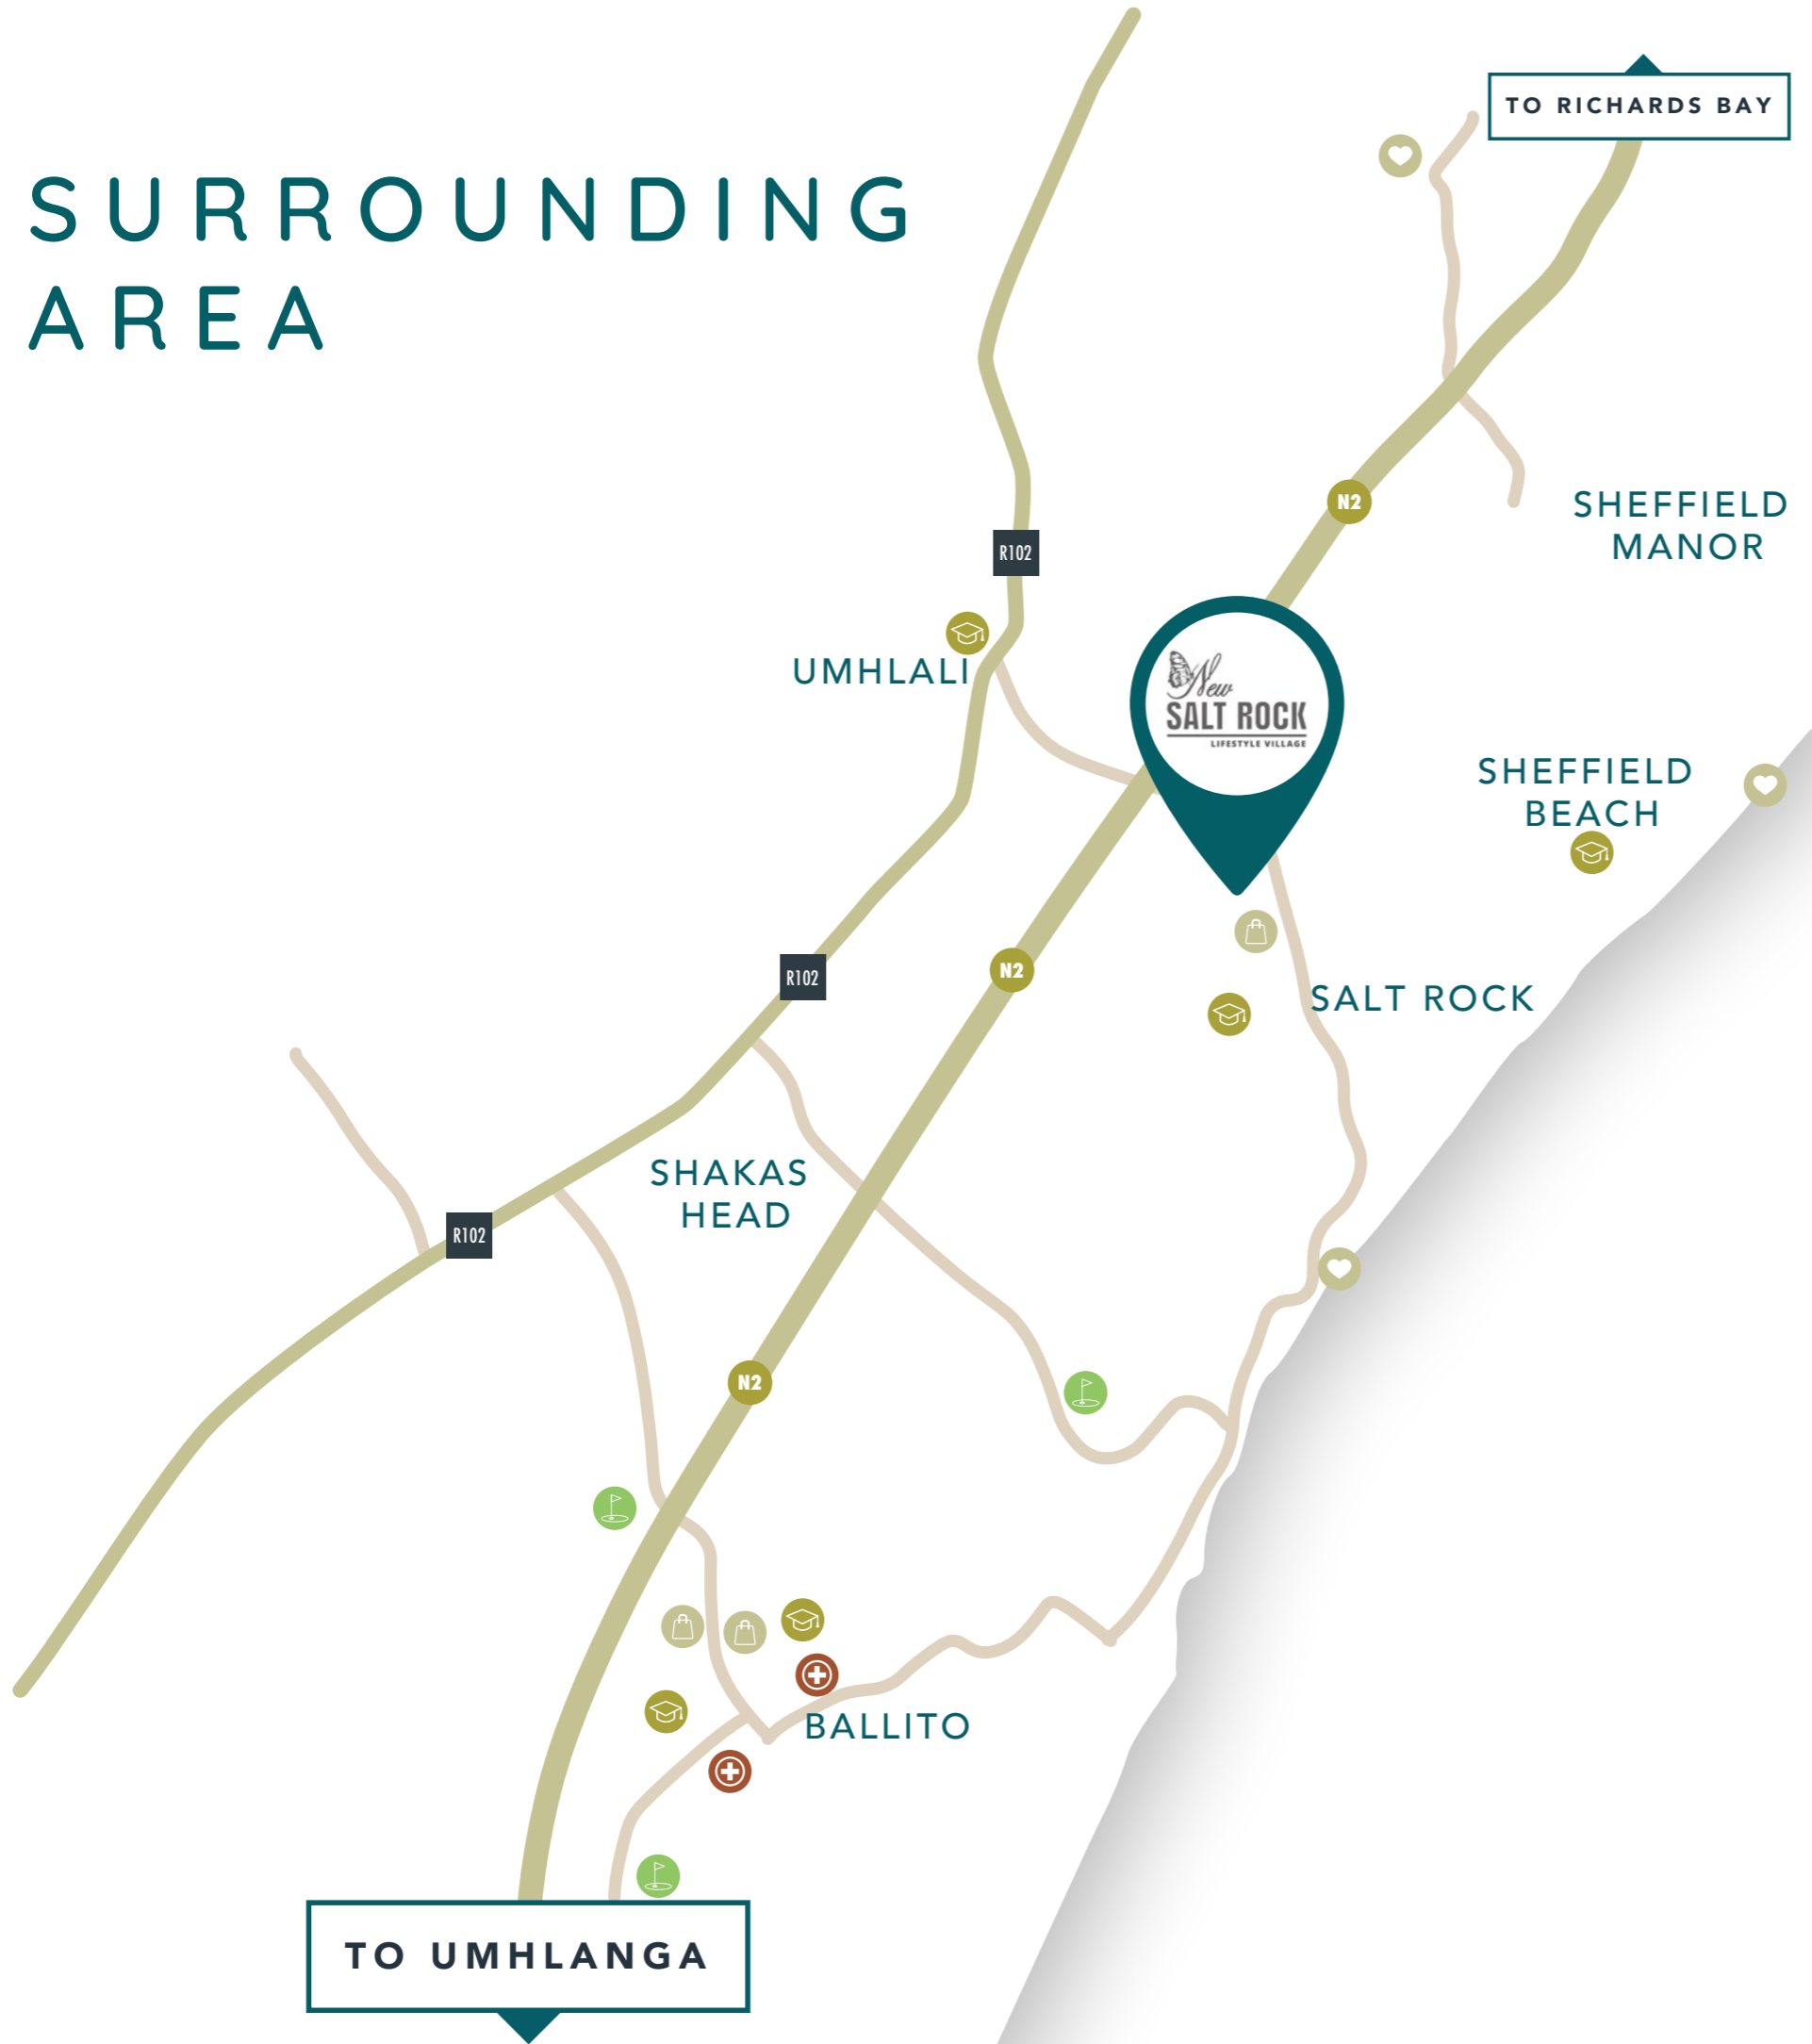 SURROUNDING
AREA
TO RICHARDS BAY
N2
SHEFFIELD
MANOR
R102
UMHLALI
New
SALT ROCK
LIFESTYLE VILLAGE
SHEFFIELD
BEACH
R102
N2
SALT ROCK
SHAKAS
HEAD
R102
N2
BALLITO
TO UMHLANGA